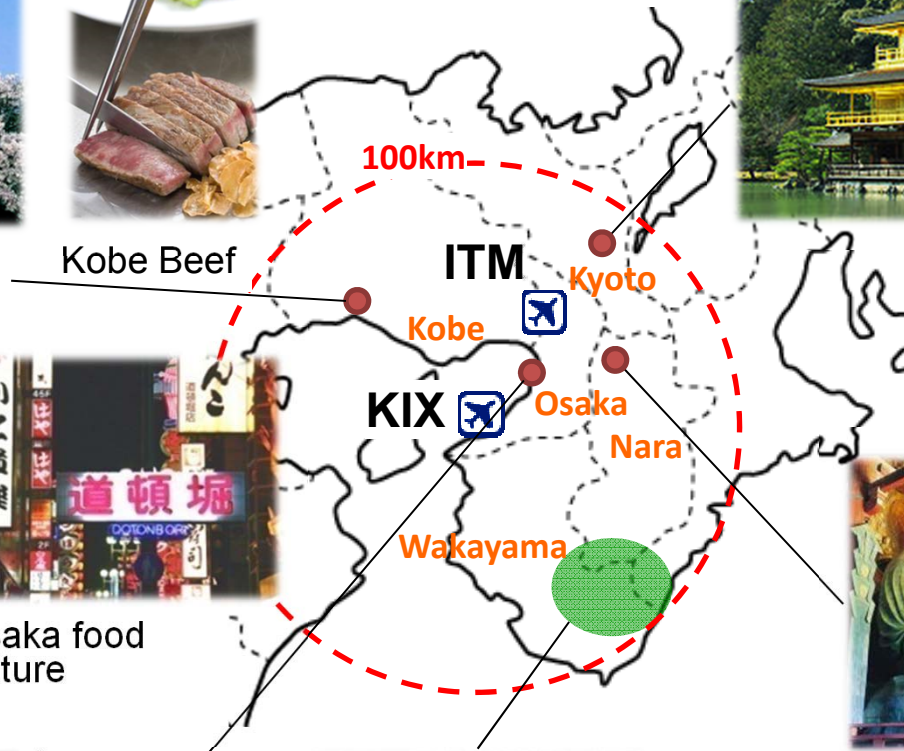 100km
ITM
Kobe Beef
Kyoto
Kobe
KIX
Osaka
Nara
道頓堀
DOTONBORI
Wakayama
aka food
ture